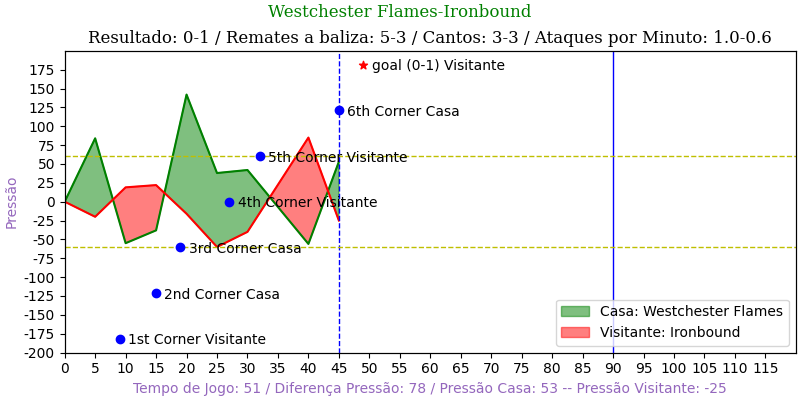 Westchester Flames-Ironbound
Resultado: 0-1 / Remates a baliza: 5-3 / Cantos: 3-3 / Ataques por Minuto: 1.0-0.6
goal (0-1) Visitante
6th Corner Casa
5th Corner Visitante
4th Corner Visitante
3rd Corner Casa
2nd Corner Casa
1st Corner Visitante
Pressão
175
150
125
100
75
50
25
0
-25
-50
-75
-100
-125
-150
-175
-200
Casa: Westchester Flames
Visitante: Ironbound
0 5 10 15 20 25 30 35 40 45 50 55 60 65 70 75 80 85 90 95 100 105 110 115
Tempo de Jogo: 51 / Diferença Pressão: 78 / Pressão Casa: 53 -- Pressão Visitante: -25